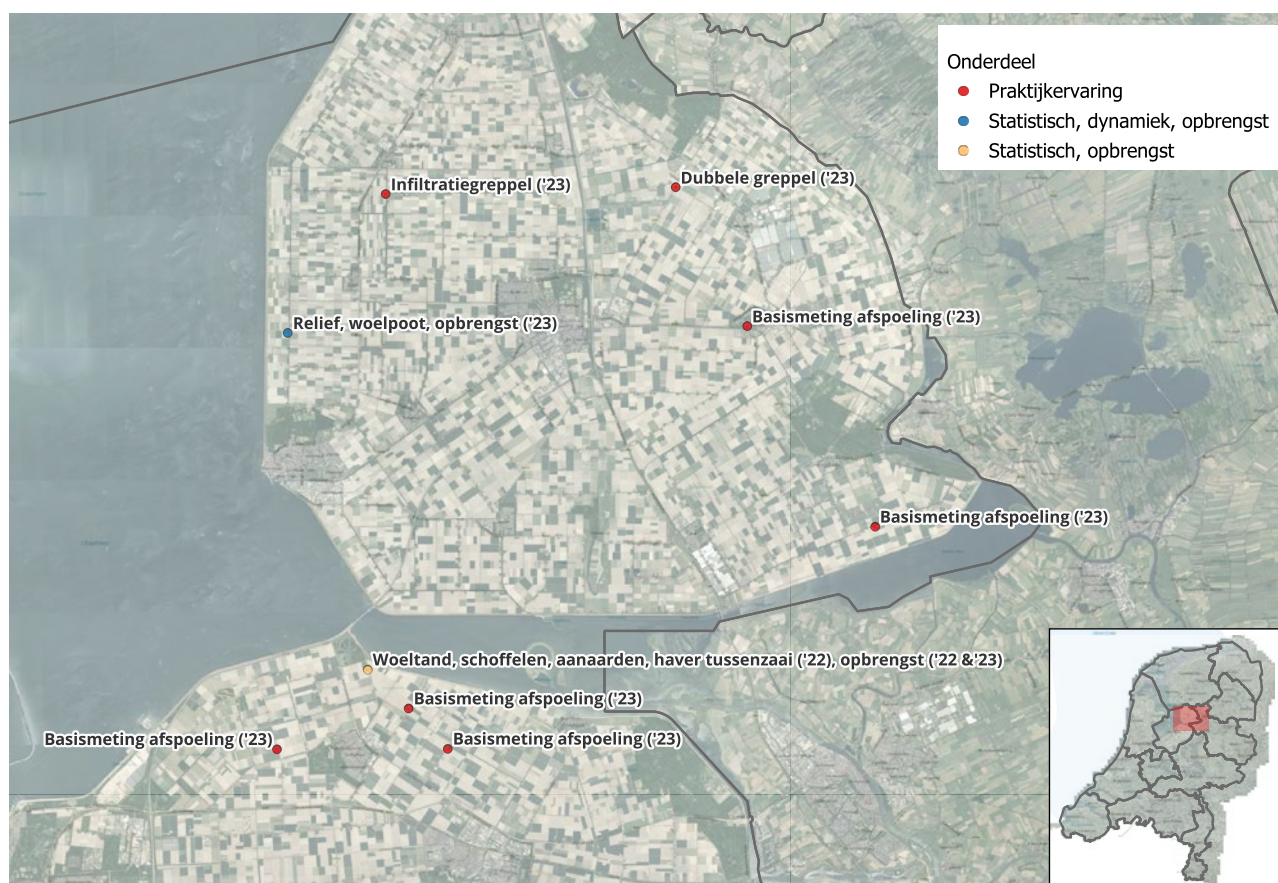 Onderdeel
Praktijkervaring
Statistisch, dynamiek, opbrengst
Statistisch, opbrengst
Infiltratiegreppel ('23)
Dubbele greppel ('23)
Relief, woelpoot, opbrengst ('23)
Basismeting afspoeling ('23)
Basismeting afspoeling ('23)
Woeltand, schoffelen, aanaarden, haver tussenzaai ('22), opbrengst ('22 &'23)
Basismeting afspoeling ('23)
Basismeting afspoeling ('23)
Basismeting afspoeling ('23)